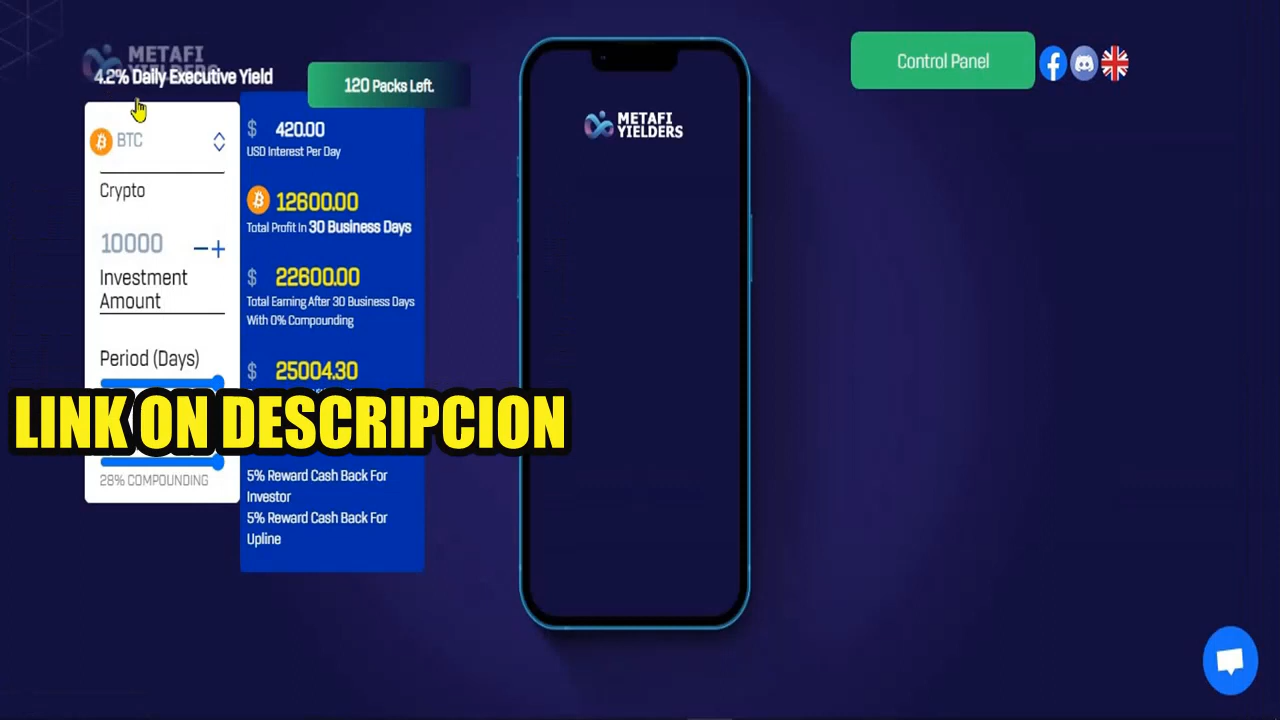 METAFI
YIELDERS
4.2% Daily Executive Yield
120 Packs Left.
BTC
Crypto
10000
Investment
Amount
Period (Days)
28% COMPOUNDING
$ 420.00
USD Interest Per Day
12600.00
Total Profit In 30 Business Days
$ 22600.00
Total Earning After 30 Business Days
With 0% Compounding
$ 25004.30
5% Reward Cash Back For
Investor
5% Reward Cash Back For
Upline
LINK ON DESCRIPCION
METAFI
YIELDERS
Control Panel